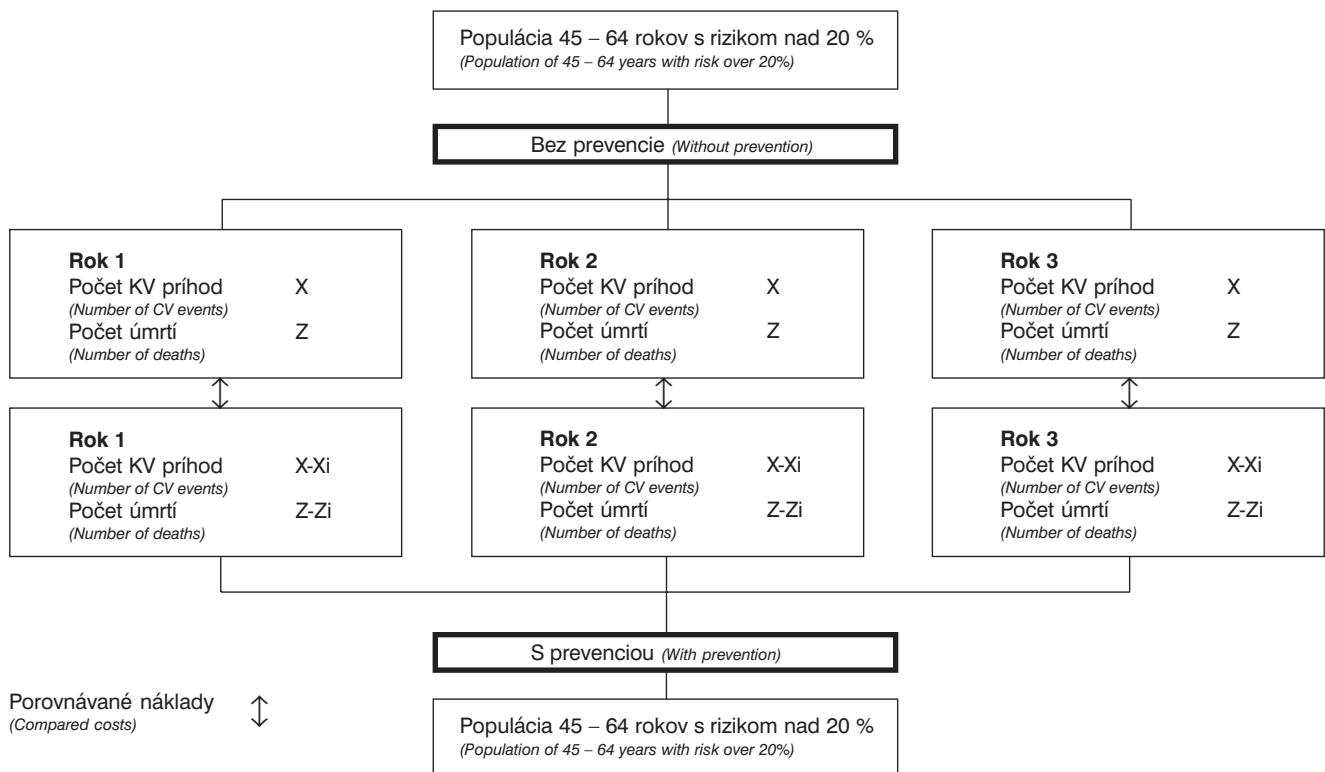 Populácia 45 – 64 rokov s rizikom nad 20 %
(Population of 45 – 64 years with risk over 20%)
Bez prevencie (Without prevention)
Rok 1
Počet KV príhod X
(Number of CV events)
Počet úmrtí Z
(Number of deaths)
Rok 2
Počet KV príhod X
(Number of CV events)
Počet úmrtí Z
(Number of deaths)
Rok 3
Počet KV príhod X
(Number of CV events)
Počet úmrtí Z
(Number of deaths)
Rok 1
Počet KV príhod X-Xi
(Number of CV events)
Počet úmrtí Z-Zi
(Number of deaths)
Rok 2
Počet KV príhod X-Xi
(Number of CV events)
Počet úmrtí Z-Zi
(Number of deaths)
Rok 3
Počet KV príhod X-Xi
(Number of CV events)
Počet úmrtí Z-Zi
(Number of deaths)
S prevenciou (With prevention)
Porovnávané náklady
(Compared costs)
Populácia 45 – 64 rokov s rizikom nad 20 %
(Population of 45 – 64 years with risk over 20%)